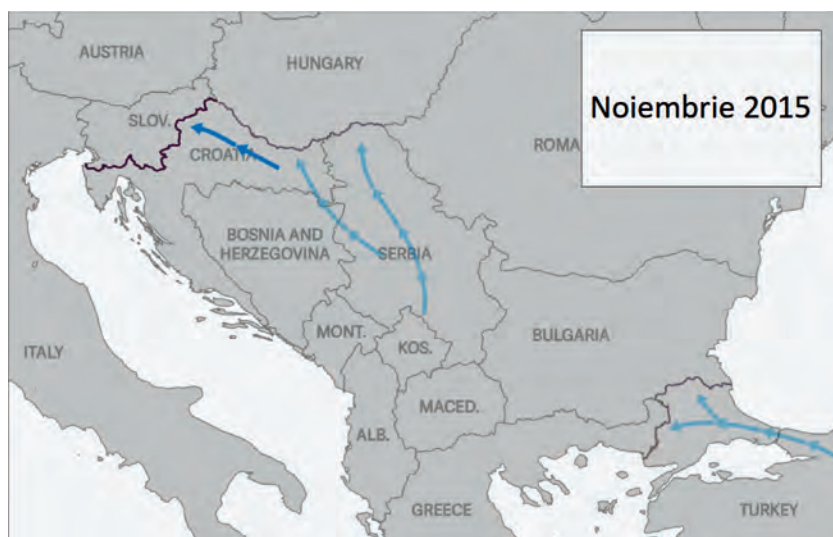 AUSTRIA
HUNGARY
Noiembrie 2015
SLOV.
ROMA
CROATIA
BOSNIA AND
HERZEGOVINA
SERBIA
ITALY
MONT.
KOS.
BULGARIA
MACED.
ALB.
GREECE
TURKEY